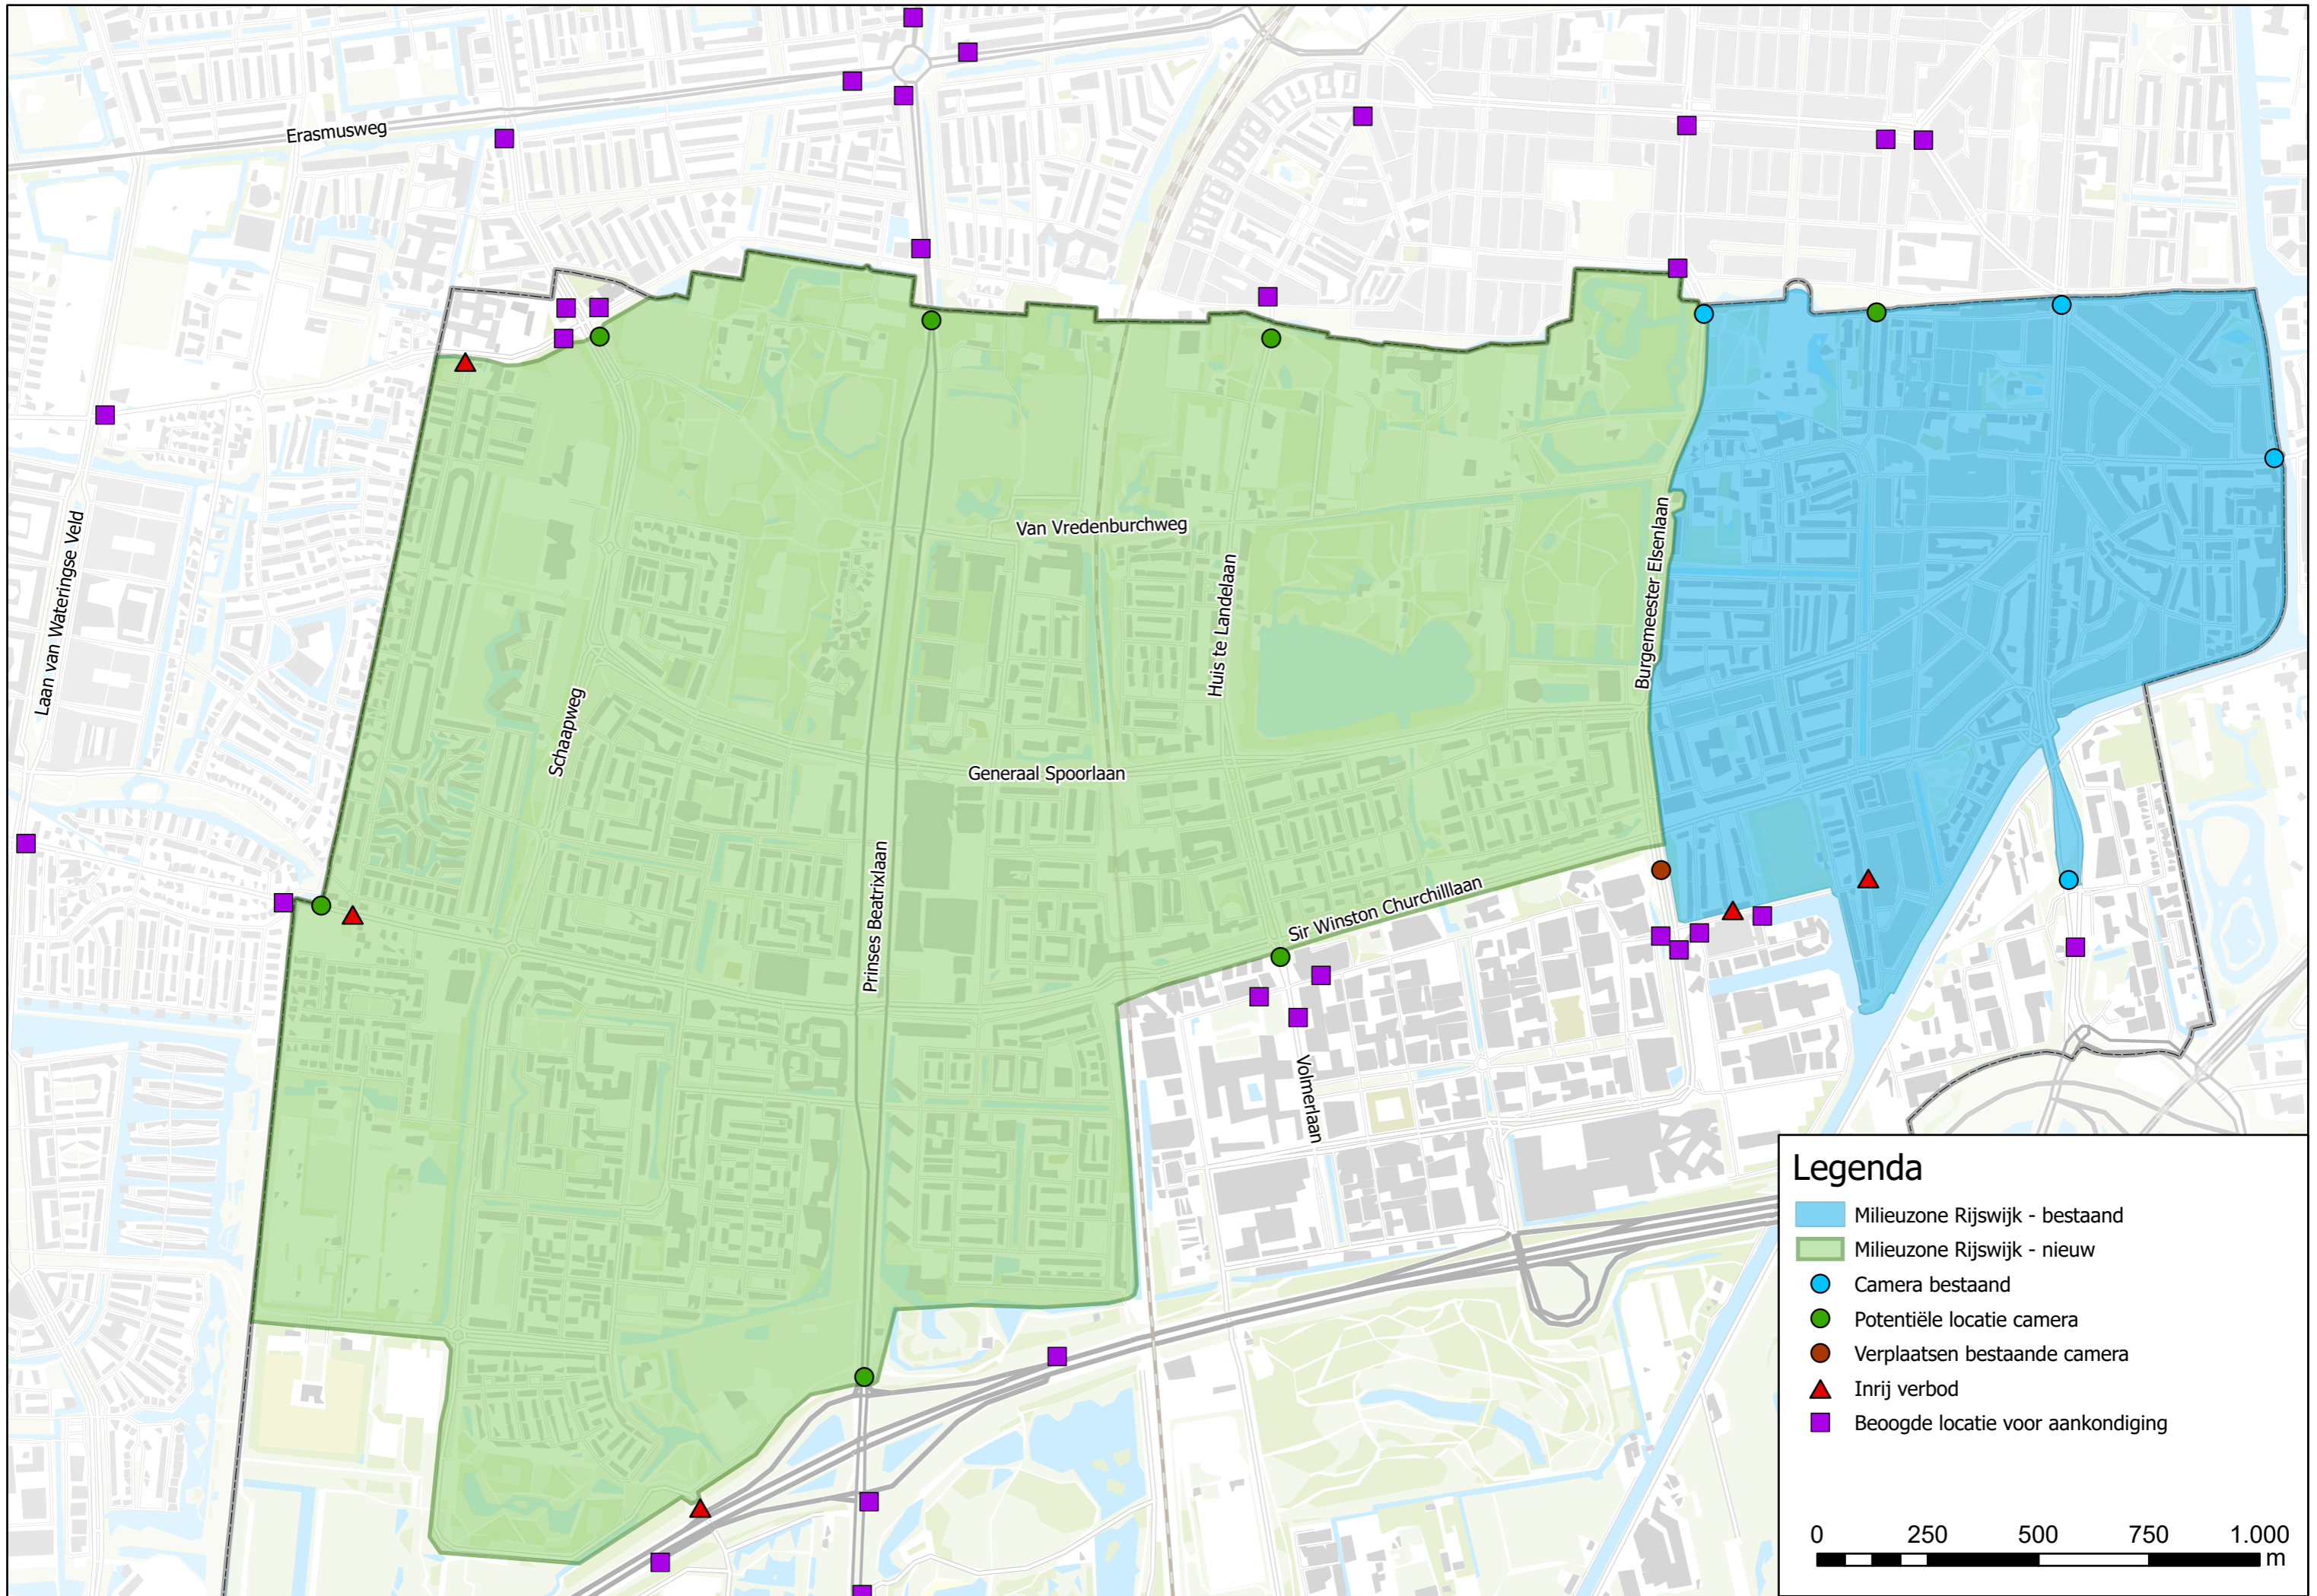 Erasmusweg
Laan van Wateringse Veld
Van Vredenburchweg
Huis te Landelaan
Burgemeester Elsenlaan
Schaapweg
Generaal Spoorlaan
Prinses Beatrixlaan
Sir Winston Churchilllaan
Volmerlaan
Legenda
Milieuzone Rijswijk - bestaand
Milieuzone Rijswijk - nieuw
Camera bestaand
Potentiële locatie camera
Verplaatsen bestaande camera
Inrij verbod
Beoogde locatie voor aankondiging
0 250 500 750 1.000
m